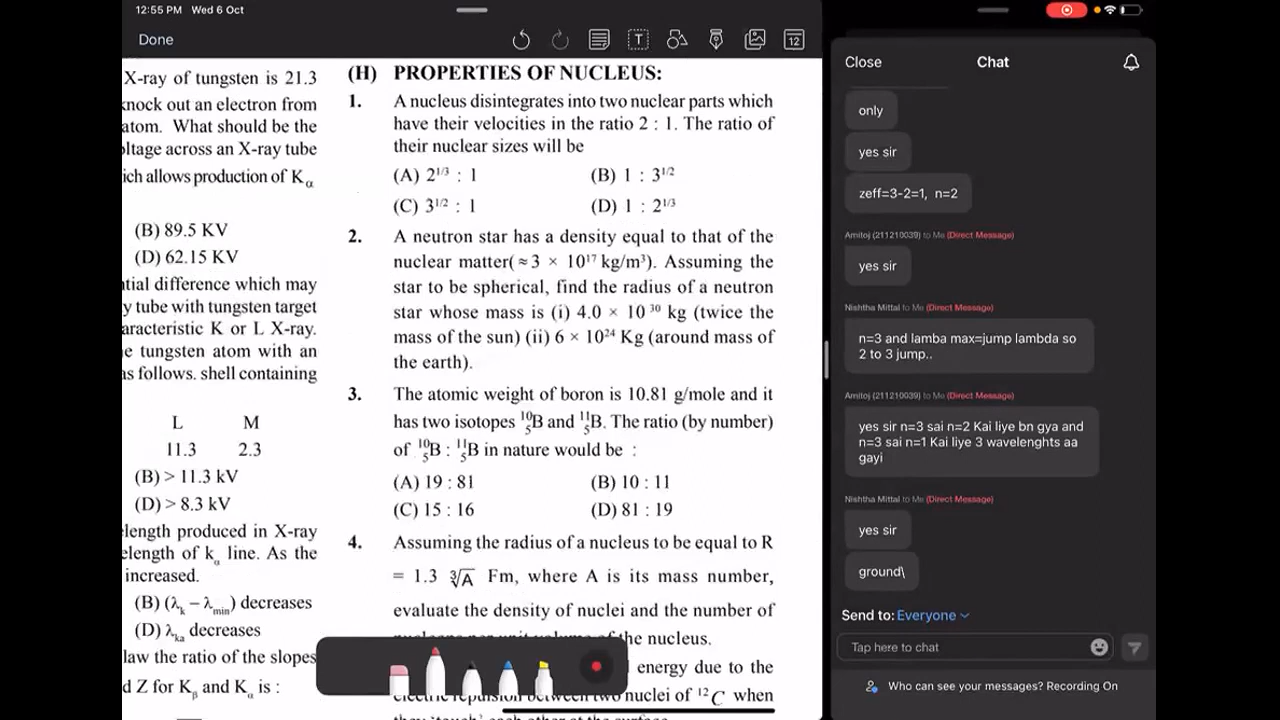 12:55 PM Wed 6 Oct
Done
X-ray of tungsten is 21.3
knock out an electron from
atom. What should be the
oltage across an X-ray tube
ich allows production of Kα
(B) 89.5 KV
(D) 62.15 KV
tial difference which may
y tube with tungsten target
aracteristic K or L X-ray.
e tungsten atom with an
as follows. shell containing
L M
11.3 2.3
(B) > 11.3 kV
(D) > 8.3 kV
length produced in X-ray
elength of kα line. As the
increased.
(B) (λk – λmin) decreases
(D) λka decreases
law the ratio of the slopes
d Z for Kβ and Kα is :
(H) PROPERTIES OF NUCLEUS:
1. A nucleus disintegrates into two nuclear parts which
have their velocities in the ratio 2 : 1. The ratio of
their nuclear sizes will be
(A) 2^1/3 : 1 (B) 1 : 3^1/2
(C) 3^1/2 : 1 (D) 1 : 2^1/3
2. A neutron star has a density equal to that of the
nuclear matter(≈ 3 × 10^17 kg/m³). Assuming the
star to be spherical, find the radius of a neutron
star whose mass is (i) 4.0 × 10^30 kg (twice the
mass of the sun) (ii) 6 × 10^24 Kg (around mass of
the earth).
3. The atomic weight of boron is 10.81 g/mole and it
has two isotopes ¹⁰₅B and ¹¹₅B. The ratio (by number)
of ¹⁰₅B : ¹¹₅B in nature would be :
(A) 19 : 81 (B) 10 : 11
(C) 15 : 16 (D) 81 : 19
4. Assuming the radius of a nucleus to be equal to R
= 1.3 ∛A Fm, where A is its mass number,
evaluate the density of nuclei and the number of
the nucleus.
energy due to the
nuclei of ¹²C when
12
Close Chat
only
yes sir
zeff=3-2=1, n=2
Amitoj (211210039) to Me (Direct Message)
yes sir
Nishtha Mittal to Me (Direct Message)
n=3 and lamba max=jump lambda so
2 to 3 jump..
Amitoj (211210039) to Me (Direct Message)
yes sir n=3 sai n=2 Kai liye bn gya and
n=3 sai n=1 Kai liye 3 wavelenghts aa
gayi
Nishtha Mittal to Me (Direct Message)
yes sir
ground\
Send to: Everyone
Tap here to chat
Who can see your messages? Recording On